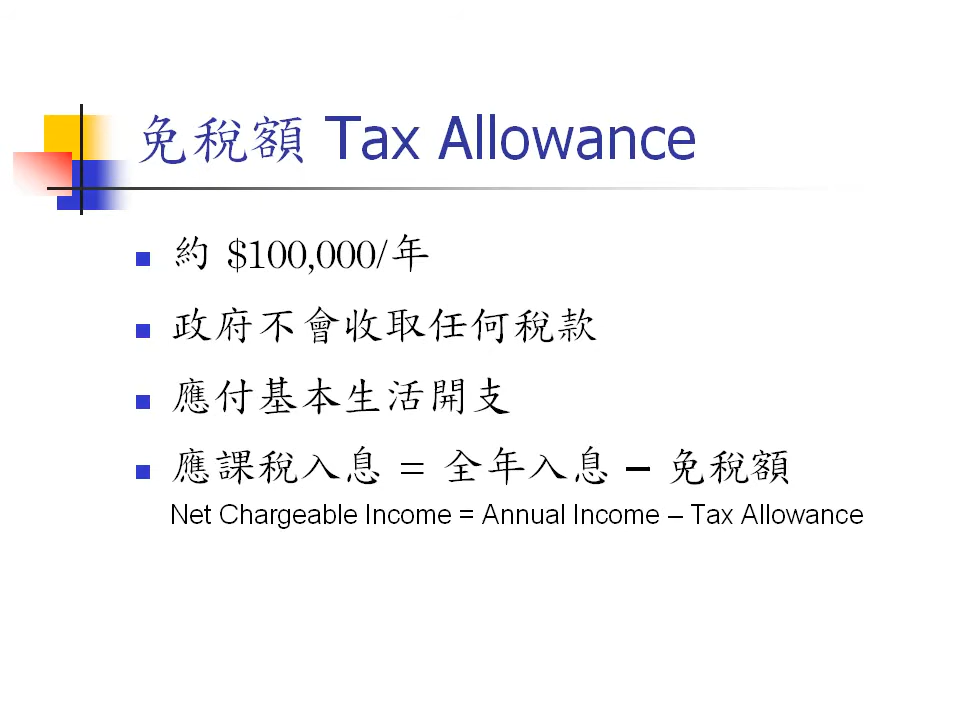 免稅額 Tax Allowance
約 $100,000/年
政府不會收取任何稅款
應付基本生活開支
應課稅入息 = 全年入息 – 免稅額
Net Chargeable Income = Annual Income – Tax Allowance